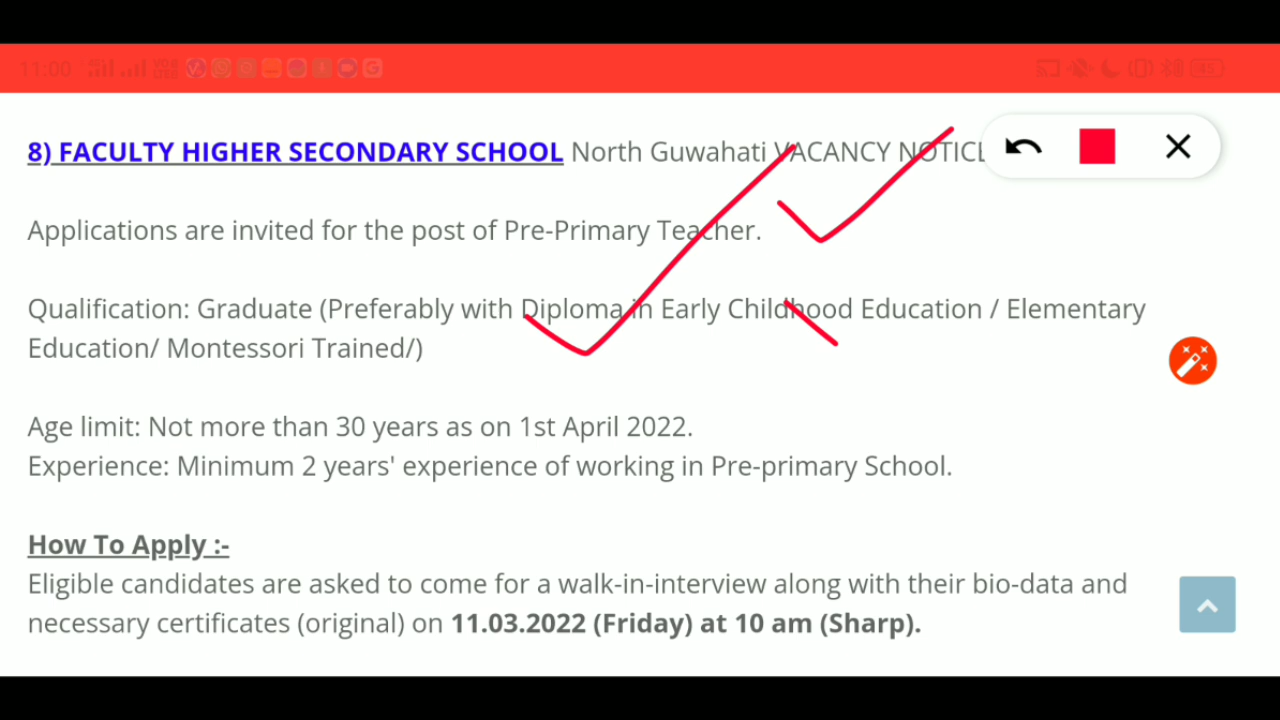 11:00
8) FACULTY HIGHER SECONDARY SCHOOL North Guwahati VACANCY NOTICE
Applications are invited for the post of Pre-Primary Teacher.
Qualification: Graduate (Preferably with Diploma in Early Childhood Education / Elementary
Education/ Montessori Trained/)
Age limit: Not more than 30 years as on 1st April 2022.
Experience: Minimum 2 years' experience of working in Pre-primary School.
How To Apply :-
Eligible candidates are asked to come for a walk-in-interview along with their bio-data and
necessary certificates (original) on 11.03.2022 (Friday) at 10 am (Sharp).